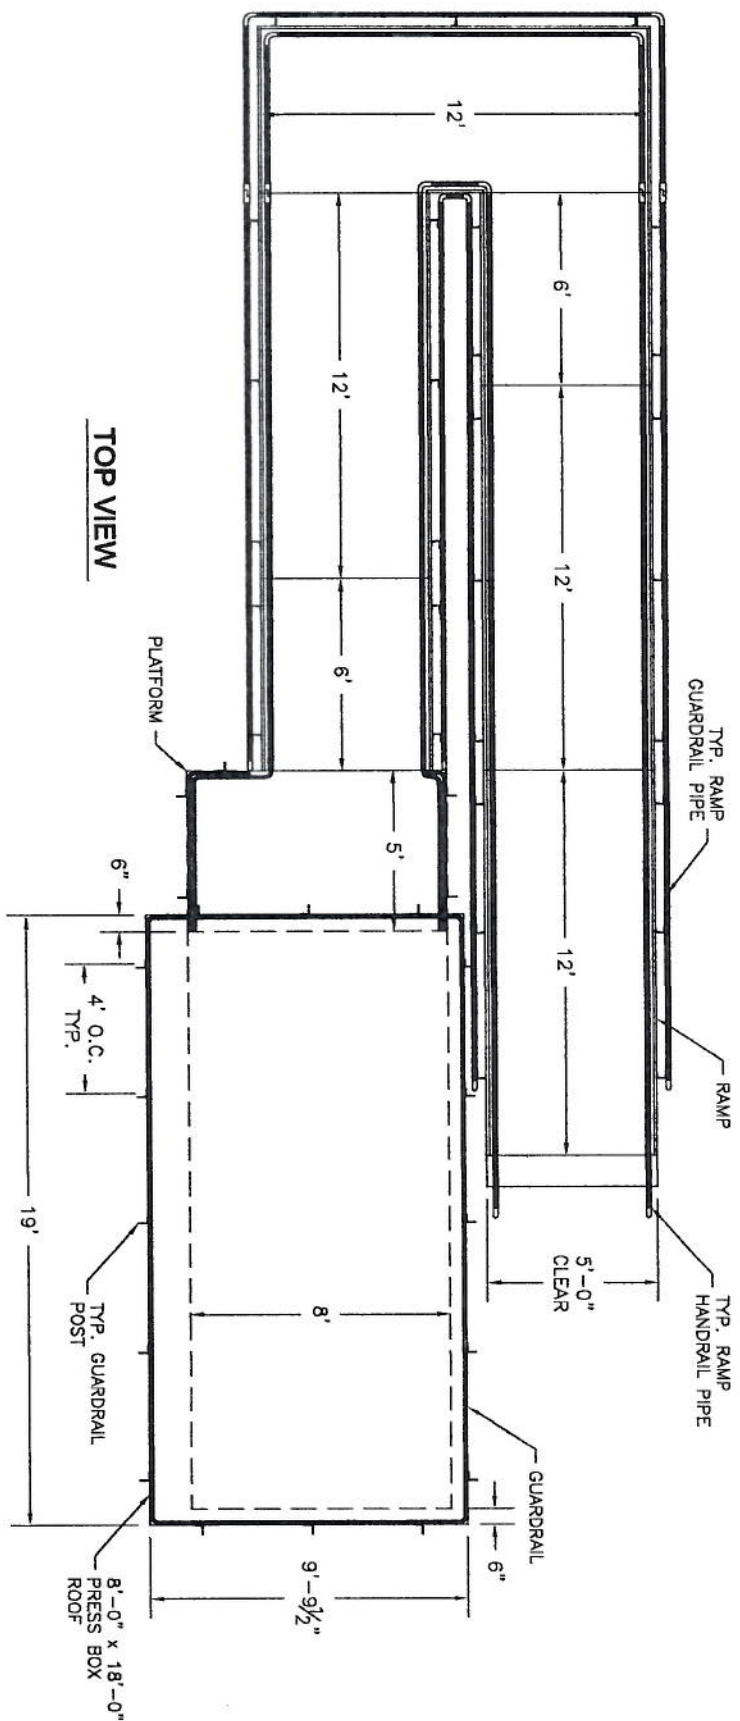 12'
6'
12'
12'
12'
6'
5'
TOP VIEW
PLATFORM
TYP. RAMP
GUARDRAIL PIPE
RAMP
TYP. RAMP
HANDRAIL PIPE
5'-0"
CLEAR
6"
4' O.C.
TYP.
19'
8'
TYP. GUARDRAIL
POST
GUARDRAIL
6"
9'-9½"
8'-0" x 18'-0"
PRESS BOX
ROOF